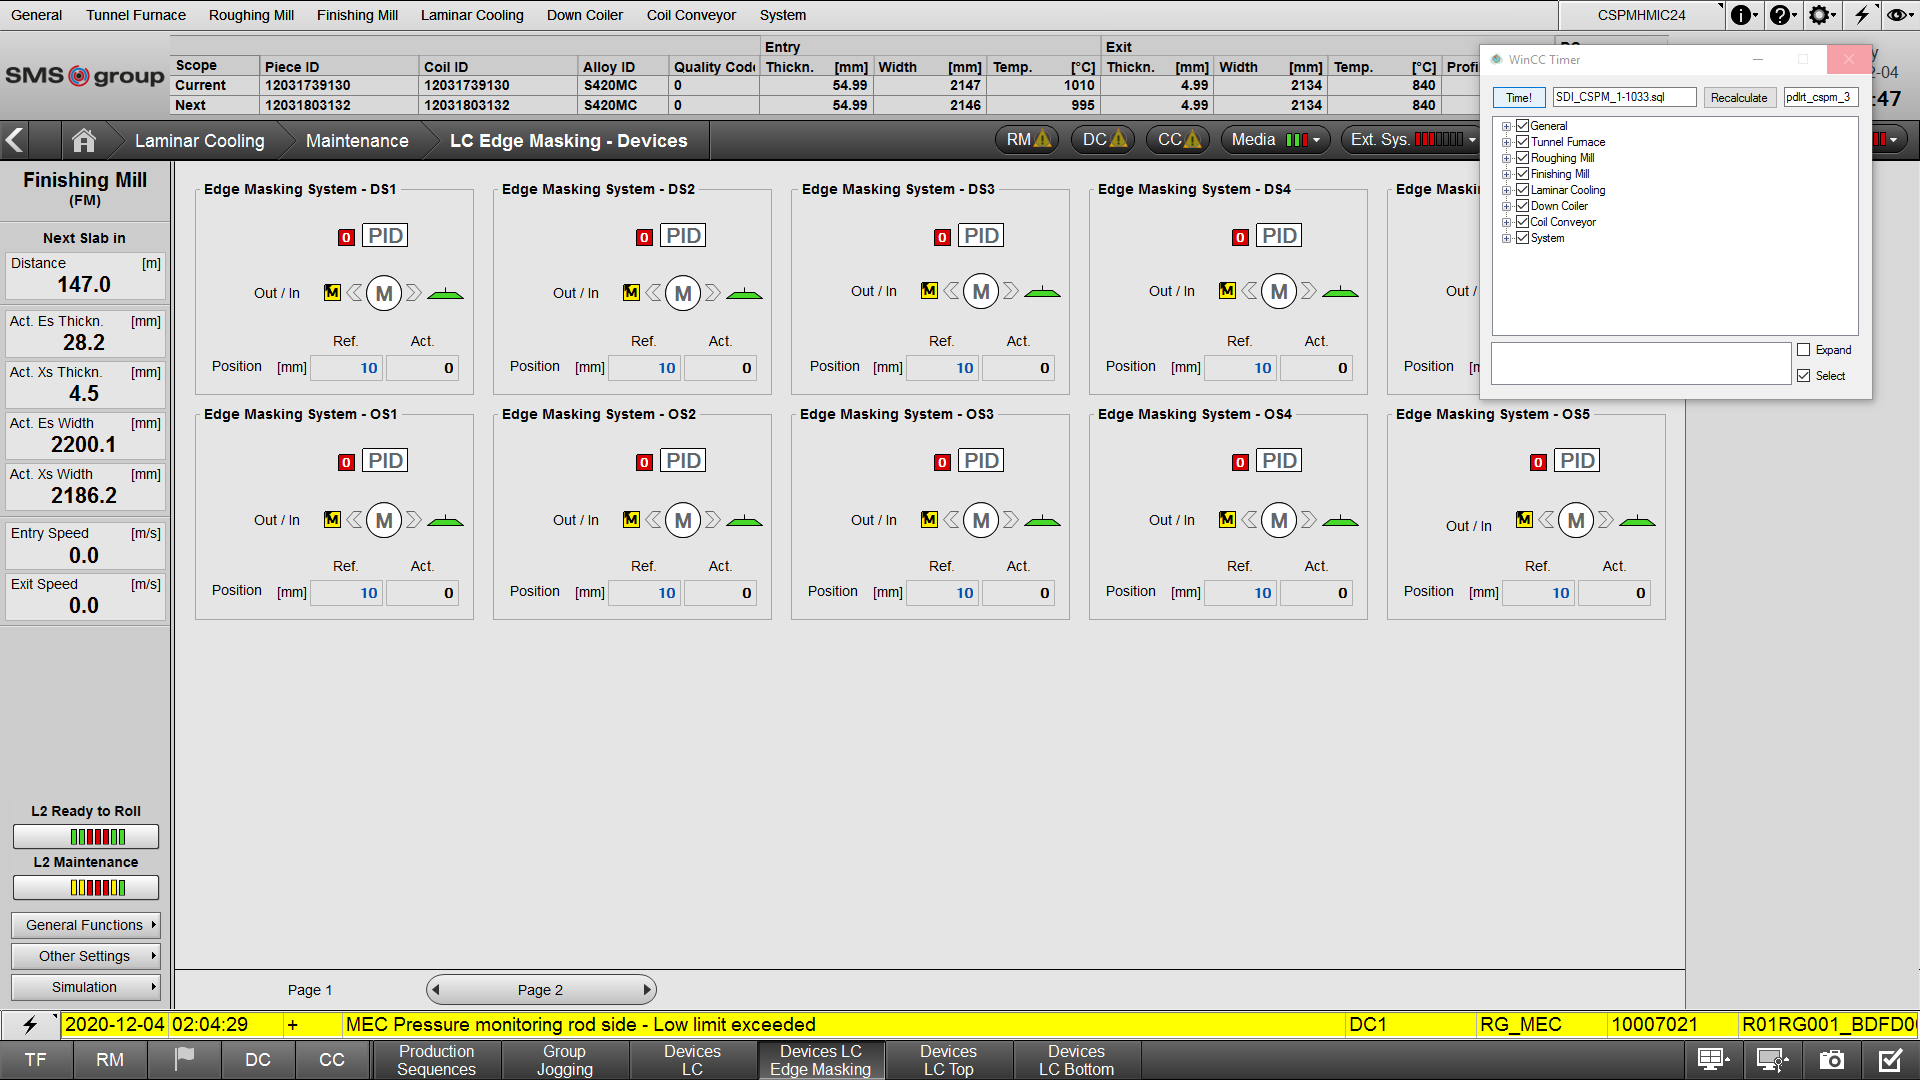 General Tunnel Furnace Roughing Mill Finishing Mill Laminar Cooling Down Coiler Coil Conveyor System CSPMHMIC24
SMS group
Entry Exit
Scope Piece ID Coil ID Alloy ID Quality Code Thickn. [mm] Width [mm] Temp. [°C] Thickn. [mm] Width [mm] Temp. [°C]
Current 12031739130 12031739130 S420MC 0 54.99 2147 1010 4.99 2134 840
Next 12031803132 12031803132 S420MC 0 54.99 2146 995 4.99 2134 840
-04
:47
Laminar Cooling Maintenance LC Edge Masking - Devices RM DC CC Media Ext. Sys.
WinCC Timer
Time! SDI_CSPM_1-1033.sql Recalculate pdlrt_cspm_3
General
Tunnel Furnace
Roughing Mill
Finishing Mill
Laminar Cooling
Down Coiler
Coil Conveyor
System
Expand
Select
Finishing Mill
(FM)
Next Slab in
Distance [m]
147.0
Act. Es Thickn. [mm]
28.2
Act. Xs Thickn. [mm]
4.5
Act. Es Width [mm]
2200.1
Act. Xs Width [mm]
2186.2
Entry Speed [m/s]
0.0
Exit Speed [m/s]
0.0
L2 Ready to Roll
L2 Maintenance
General Functions
Other Settings
Simulation
Edge Masking System - DS1
0 PID
Out / In M M
Ref. Act.
Position [mm] 10 0
Edge Masking System - DS2
0 PID
Out / In M M
Ref. Act.
Position [mm] 10 0
Edge Masking System - DS3
0 PID
Out / In M M
Ref. Act.
Position [mm] 10 0
Edge Masking System - DS4
0 PID
Out / In M M
Ref. Act.
Position [mm] 10 0
Edge
Out /
Position
Edge Masking System - OS1
0 PID
Out / In M M
Ref. Act.
Position [mm] 10 0
Edge Masking System - OS2
0 PID
Out / In M M
Ref. Act.
Position [mm] 10 0
Edge Masking System - OS3
0 PID
Out / In M M
Ref. Act.
Position [mm] 10 0
Edge Masking System - OS4
0 PID
Out / In M M
Ref. Act.
Position [mm] 10 0
Edge Masking System - OS5
0 PID
Out / In M M
Ref. Act.
Position [mm] 10 0
Page 1 Page 2
2020-12-04 02:04:29 + MEC Pressure monitoring rod side - Low limit exceeded DC1 RG_MEC 10007021 R01RG001_BDFD0
TF RM DC CC
Production Sequences
Group Jogging
Devices LC
Devices LC Edge Masking
Devices LC Top
Devices LC Bottom